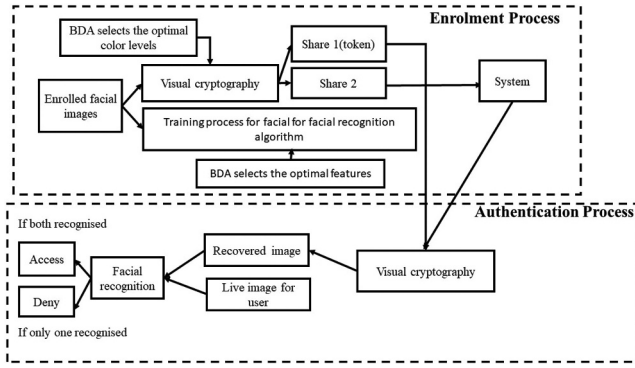 Enrolment Process
BDA selects the optimal
color levels
Share 1(token)
Visual cryptography
Share 2
System
Enrolled facial
images
Training process for facial for facial recognition
algorithm
BDA selects the optimal features
Authentication Process
If both recognised
Access
Recovered image
Facial
recognition
Visual cryptography
Live image for
user
Deny
If only one recognised